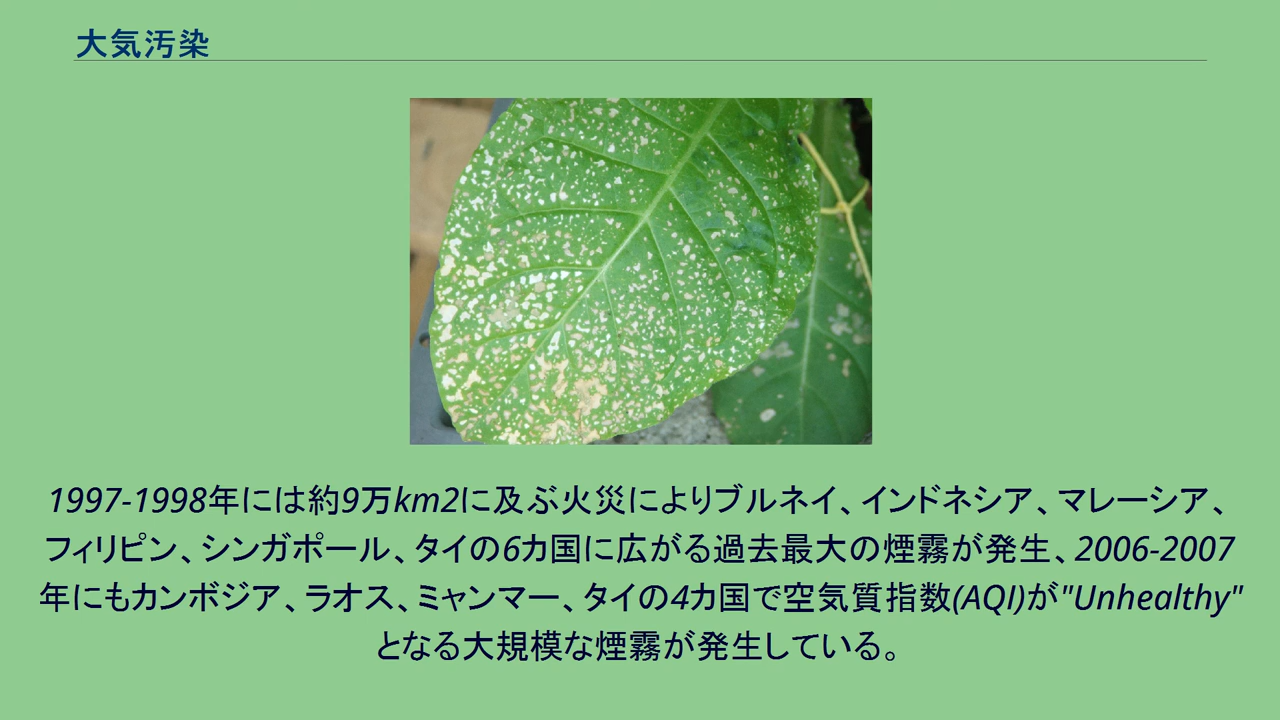 大気汚染
1997-1998年には約9万km2に及ぶ火災によりブルネイ、インドネシア、マレーシア、
フィリピン、シンガポール、タイの6カ国に広がる過去最大の煙霧が発生、2006-2007
年にもカンボジア、ラオス、ミャンマー、タイの4カ国で空気質指数(AQI)が"Unhealthy"
となる大規模な煙霧が発生している。